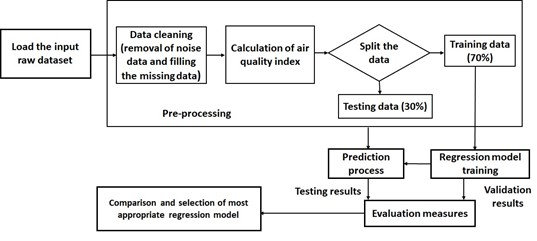 Load the input
raw dataset
Data cleaning
(removal of noise
data and filling
the missing data)
Calculation of air
quality index
Split the
data
Training data
(70%)
Testing data (30%)
Pre-processing
Prediction
process
Regression model
training
Testing results
Validation
results
Evaluation measures
Comparison and selection of most
appropriate regression model